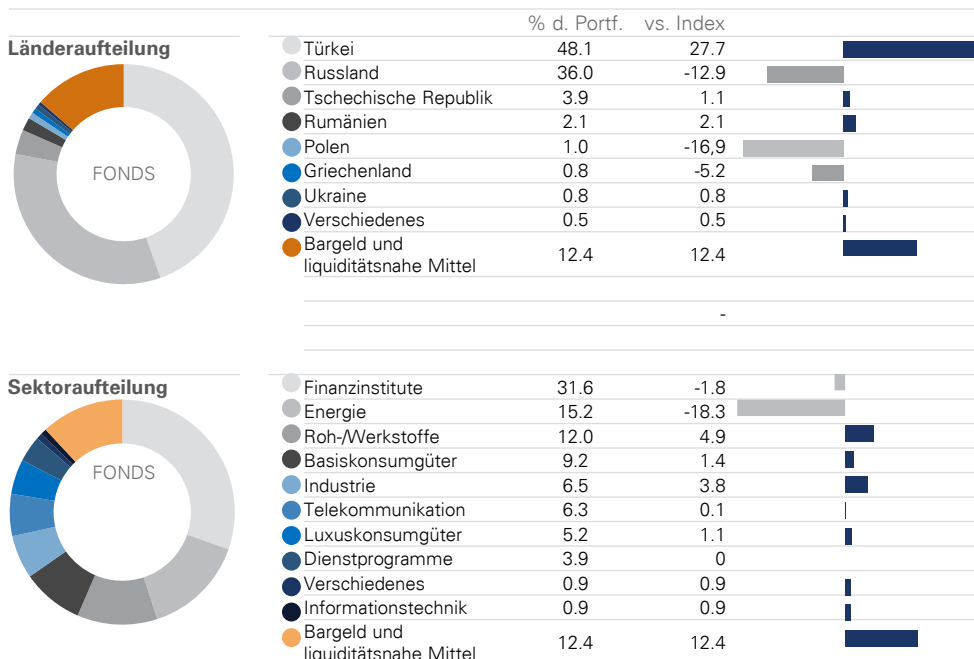 % d. Portf. vs. Index
Länderaufteilung
FONDS
Türkei 48.1 27.7
Russland 36.0 -12.9
Tschechische Republik 3.9 1.1
Rumänien 2.1 2.1
Polen 1.0 -16,9
Griechenland 0.8 -5.2
Ukraine 0.8 0.8
Verschiedenes 0.5 0.5
Bargeld und
liquiditätsnahe Mittel 12.4 12.4
-
Sektoraufteilung
FONDS
Finanzinstitute 31.6 -1.8
Energie 15.2 -18.3
Roh-/Werkstoffe 12.0 4.9
Basiskonsumgüter 9.2 1.4
Industrie 6.5 3.8
Telekommunikation 6.3 0.1
Luxuskonsumgüter 5.2 1.1
Dienstprogramme 3.9 0
Verschiedenes 0.9 0.9
Informationstechnik 0.9 0.9
Bargeld und
liquiditätsnahe Mittel 12.4 12.4